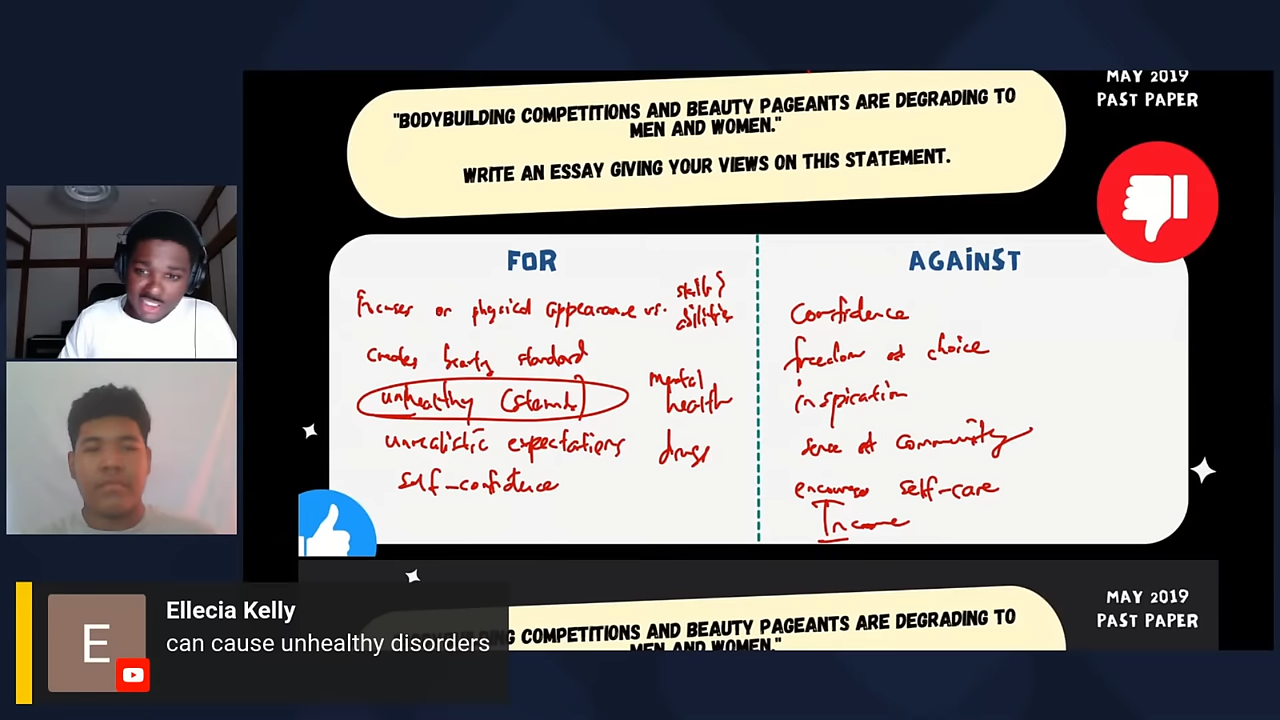 MAY 2019
PAST PAPER
"BODYBUILDING COMPETITIONS AND BEAUTY PAGEANTS ARE DEGRADING TO
MEN AND WOMEN."
WRITE AN ESSAY GIVING YOUR VIEWS ON THIS STATEMENT.
FOR
focuses on physical appearance vs. skills
abilities
creates beauty standard
unhealthy
mental
health
unrealistic expectations
drugs
self-confidence
AGAINST
Confidence
freedom of choice
inspiration
sense of community
encourages self-care
Income
MAY 2019
PAST PAPER
COMPETITIONS AND BEAUTY PAGEANTS ARE DEGRADING TO
MEN AND WOMEN."
E
Ellecia Kelly
can cause unhealthy disorders